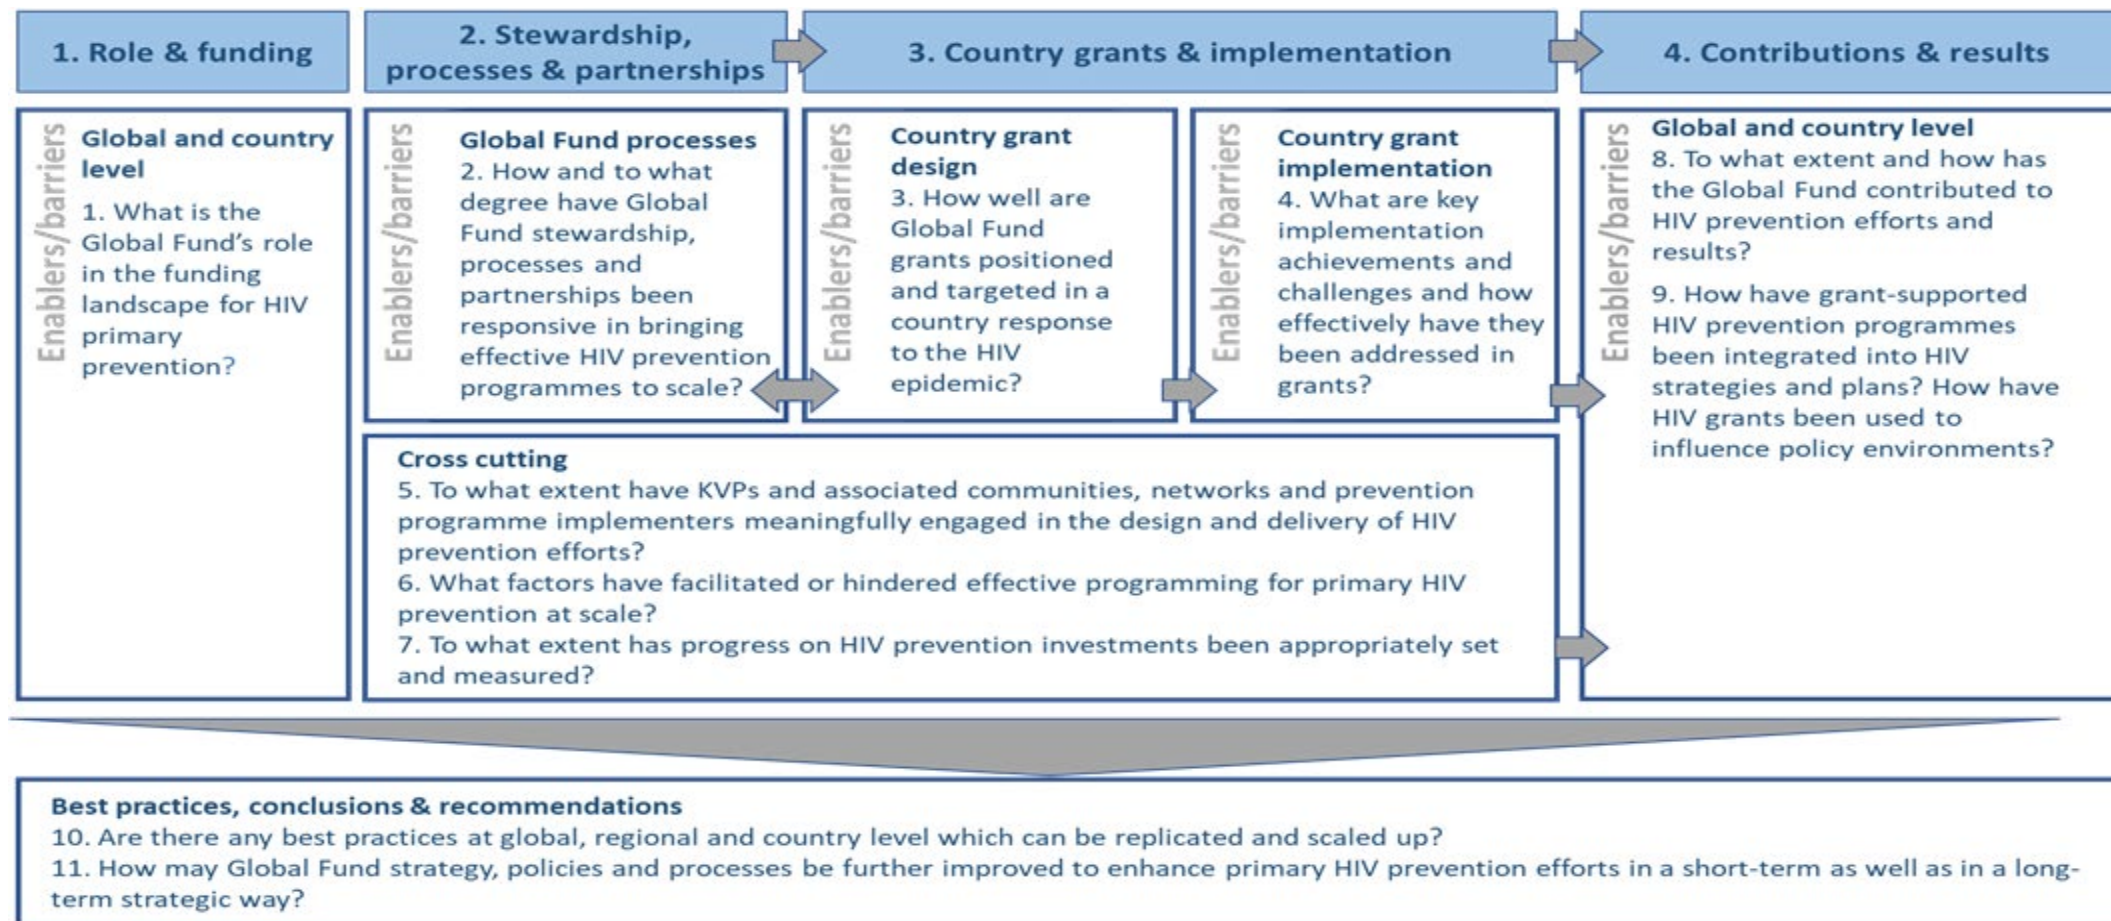 1. Role & funding
2. Stewardship,
processes & partnerships
3. Country grants & implementation
4. Contributions & results
Enablers/barriers
Global and country
level
1. What is the
Global Fund’s role
in the funding
landscape for HIV
primary
prevention?
Enablers/barriers
Global Fund processes
2. How and to what
degree have Global
Fund stewardship,
processes and
partnerships been
responsive in bringing
effective HIV prevention
programmes to scale?
Enablers/barriers
Country grant
design
3. How well are
Global Fund
grants positioned
and targeted in a
country response
to the HIV
epidemic?
Enablers/barriers
Country grant
implementation
4. What are key
implementation
achievements and
challenges and how
effectively have they
been addressed in
grants?
Enablers/barriers
Global and country level
8. To what extent and how has
the Global Fund contributed to
HIV prevention efforts and
results?
9. How have grant-supported
HIV prevention programmes
been integrated into HIV
strategies and plans? How have
HIV grants been used to
influence policy environments?
Cross cutting
5. To what extent have KVPs and associated communities, networks and prevention
programme implementers meaningfully engaged in the design and delivery of HIV
prevention efforts?
6. What factors have facilitated or hindered effective programming for primary HIV
prevention at scale?
7. To what extent has progress on HIV prevention investments been appropriately set
and measured?
Best practices, conclusions & recommendations
10. Are there any best practices at global, regional and country level which can be replicated and scaled up?
11. How may Global Fund strategy, policies and processes be further improved to enhance primary HIV prevention efforts in a short-term as well as in a long-
term strategic way?